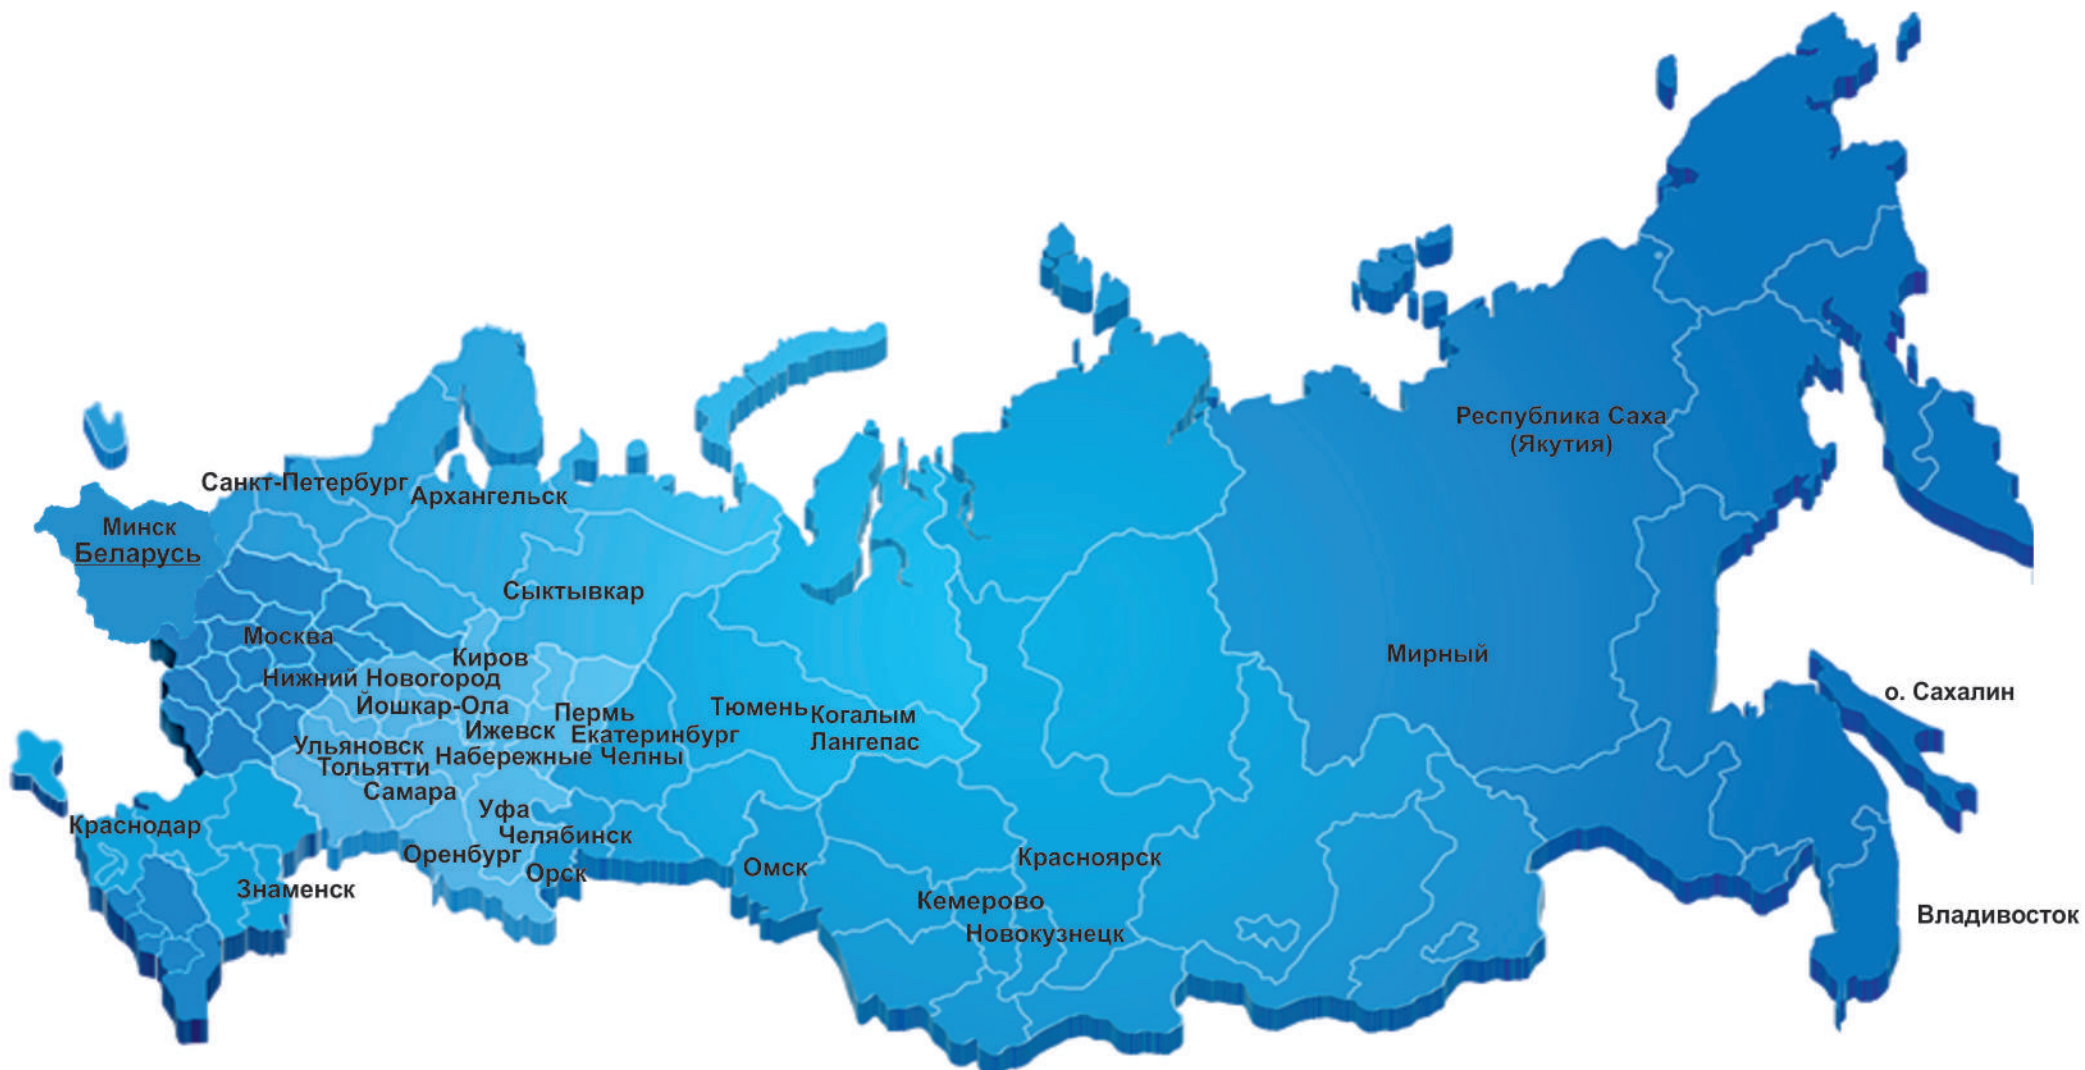 Санкт-Петербург
Архангельск
Минск
Беларусь
Сыктывкар
Москва
Киров
Нижний Новогород
Йошкар-Ола
Ижевск
Пермь
Екатеринбург
Тюмень
Когалым
Лангепас
Ульяновск
Тольятти
Набережные Челны
Самара
Уфа
Челябинск
Оренбург
Орск
Краснодар
Знаменск
Омск
Красноярск
Кемерово
Новокузнецк
Республика Саха
(Якутия)
Мирный
о. Сахалин
Владивосток